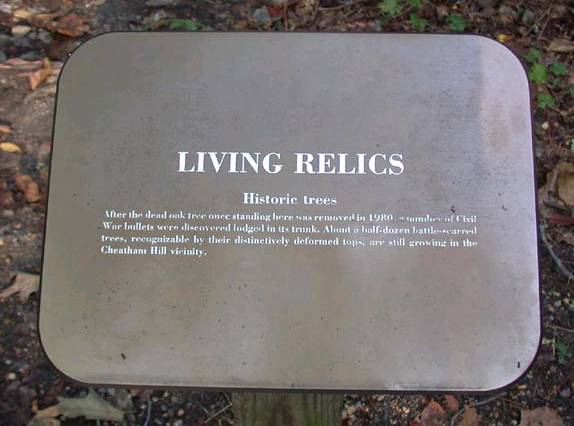 LIVING RELICS
Historic trees
After the dead oak tree once standing here was removed in 1980, a number of Civil
War bullets were discovered lodged in its trunk. About a half-dozen battle-scarred
trees, recognizable by their distinctively deformed tops, are still growing in the
Cheatham Hill vicinity.